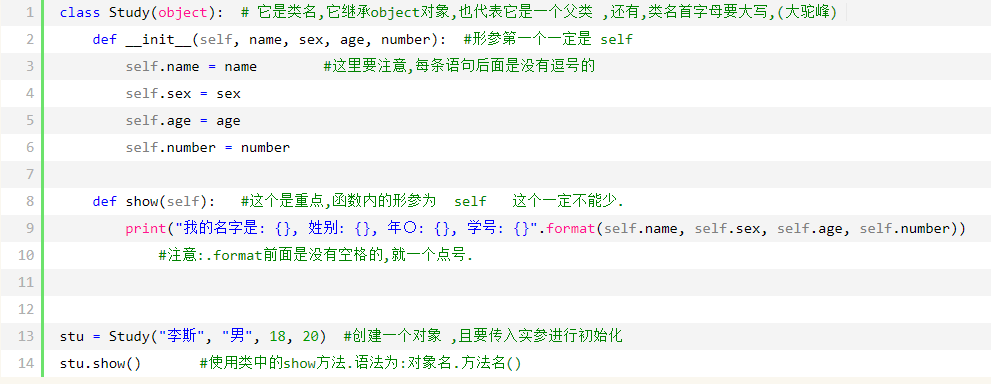 1 class Study(object):  # 它是类名,它继承object对象,也代表它是一个父类 ,还有,类名首字母要大写,(大驼峰)
2     def __init__(self, name, sex, age, number):  #形参第一个一定是 self
3         self.name = name        #这里要注意,每条语句后面是没有逗号的
4         self.sex = sex
5         self.age = age
6         self.number = number
7
8     def show(self):   #这个是重点,函数内的形参为  self   这个一定不能少.
9         print("我的名字是: {}, 姓别: {}, 年〇: {}, 学号: {}".format(self.name, self.sex, self.age, self.number))
10             #注意:.format前面是没有空格的,就一个点号.
11
12
13 stu = Study("李斯", "男", 18, 20)  #创建一个对象 ,且要传入实参进行初始化
14 stu.show()       #使用类中的show方法.语法为:对象名.方法名()